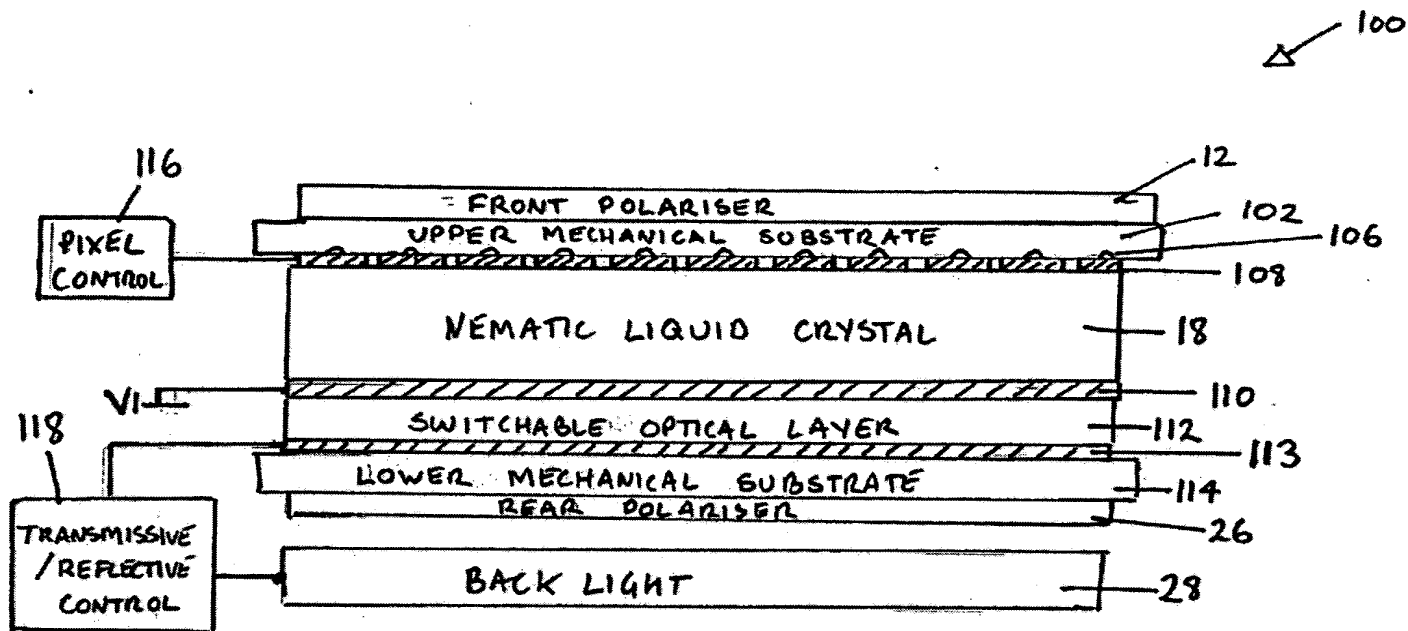 100
116
12
FRONT POLARISER
102
UPPER MECHANICAL SUBSTRATE
106
PIXEL
CONTROL
108
NEMATIC LIQUID CRYSTAL
18
V1
110
118
SWITCHABLE OPTICAL LAYER
112
113
LOWER MECHANICAL SUBSTRATE
114
REAR POLARISER
26
TRANSMISSIVE
/REFLECTIVE
CONTROL
BACK LIGHT
28